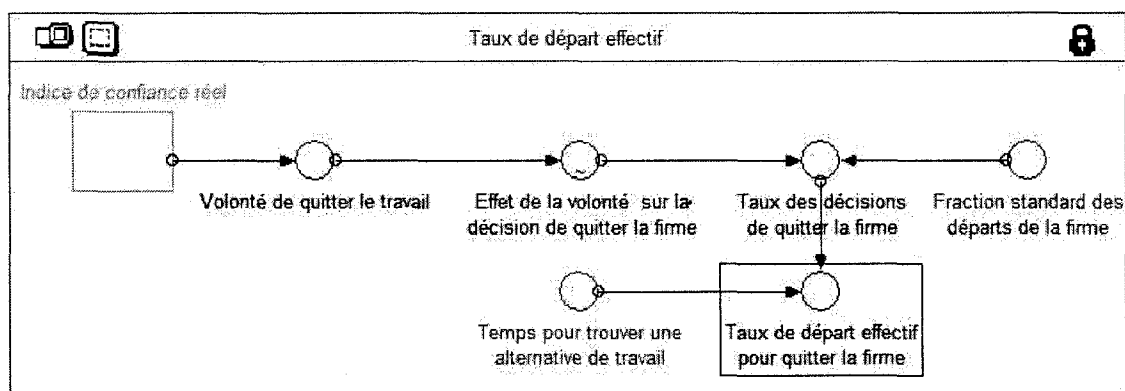 Taux de départ effectif
Indice de confiance réel
Volonté de quitter le travail
Effet de la volonté sur la
décision de quitter la firme
Taux des décisions
de quitter la firme
Fraction standard des
départs de la firme
Temps pour trouver une
alternative de travail
Taux de départ effectif
pour quitter la firme